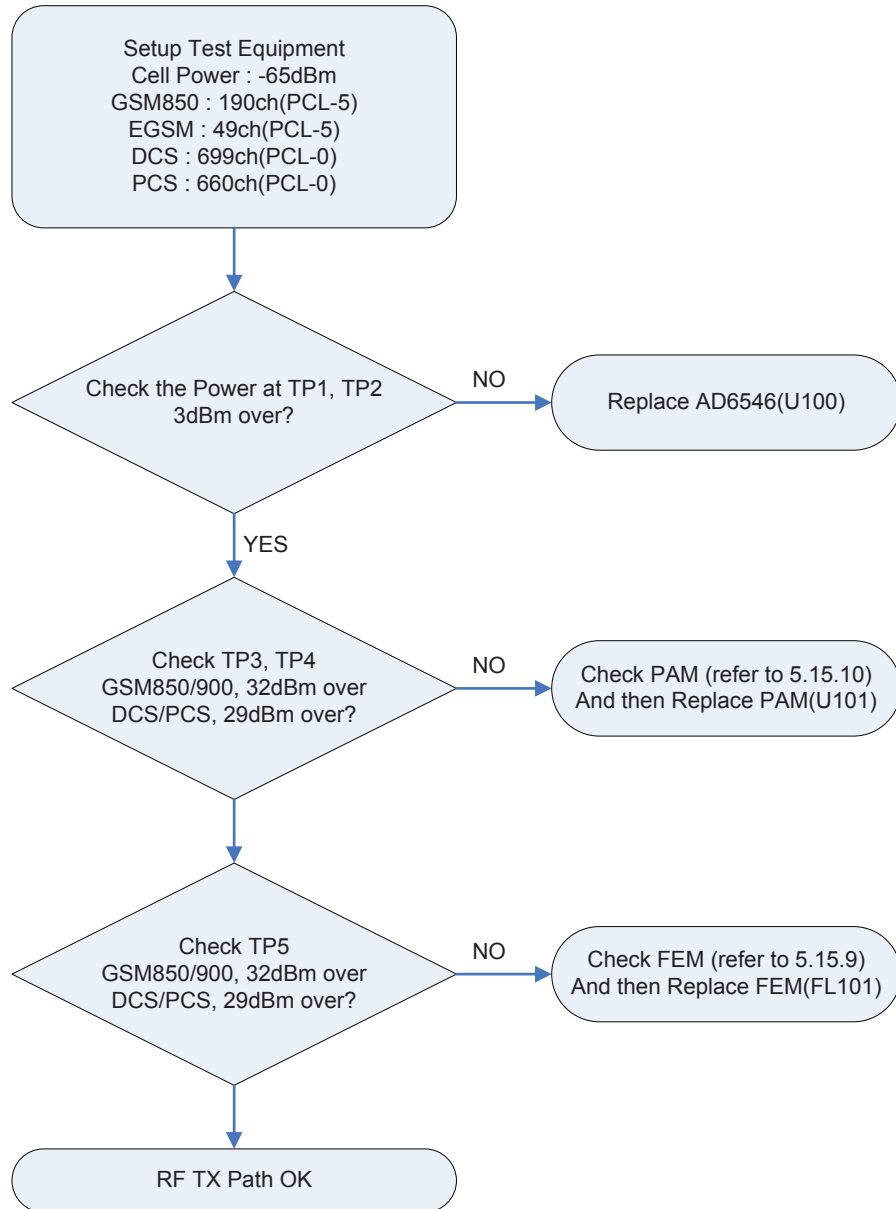 Setup Test Equipment
Cell Power : -65dBm
GSM850 : 190ch(PCL-5)
EGSM : 49ch(PCL-5)
DCS : 699ch(PCL-0)
PCS : 660ch(PCL-0)
Check the Power at TP1, TP2
3dBm over?
NO
Replace AD6546(U100)
YES
Check TP3, TP4
GSM850/900, 32dBm over
DCS/PCS, 29dBm over?
NO
Check PAM (refer to 5.15.10)
And then Replace PAM(U101)
Check TP5
GSM850/900, 32dBm over
DCS/PCS, 29dBm over?
NO
Check FEM (refer to 5.15.9)
And then Replace FEM(FL101)
RF TX Path OK